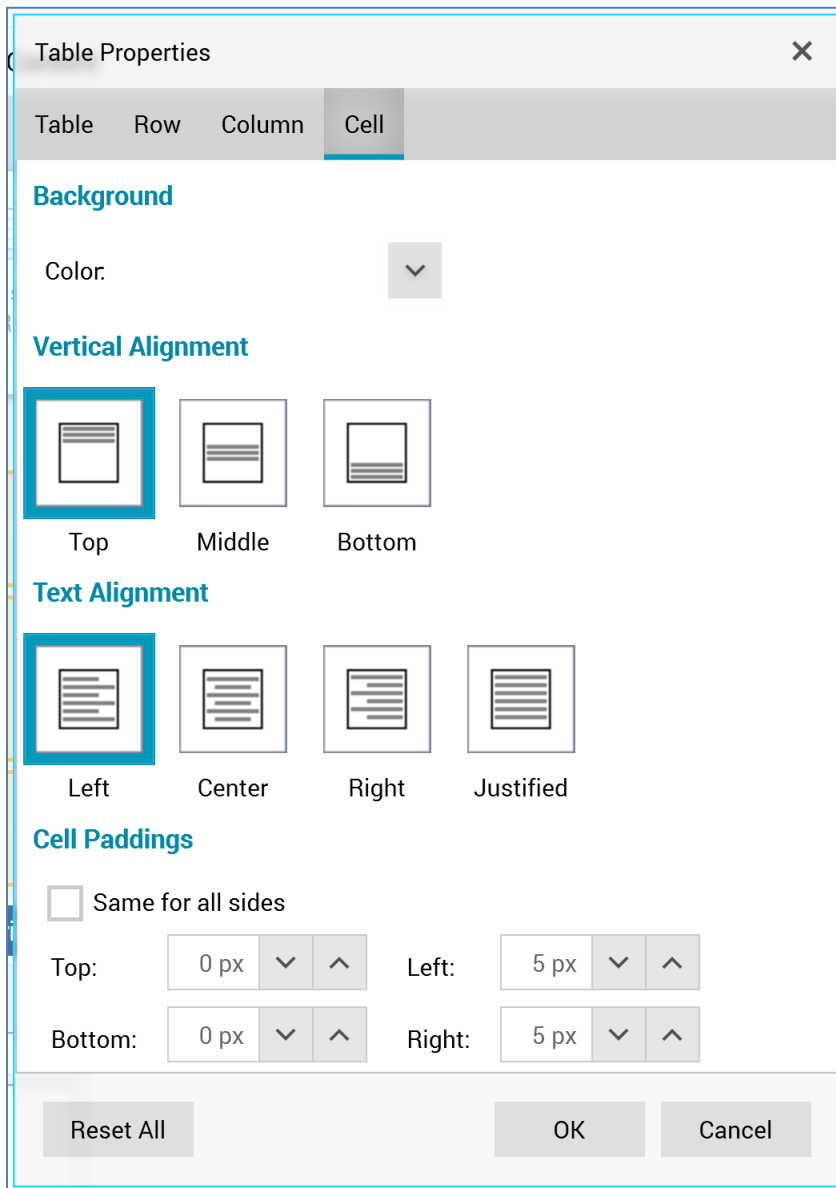 Table Properties
Table Row Column Cell
Background
Color:
Vertical Alignment
Top Middle Bottom
Text Alignment
Left Center Right Justified
Cell Paddings
Same for all sides
Top: 0 px Left: 5 px
Bottom: 0 px Right: 5 px
Reset All OK Cancel